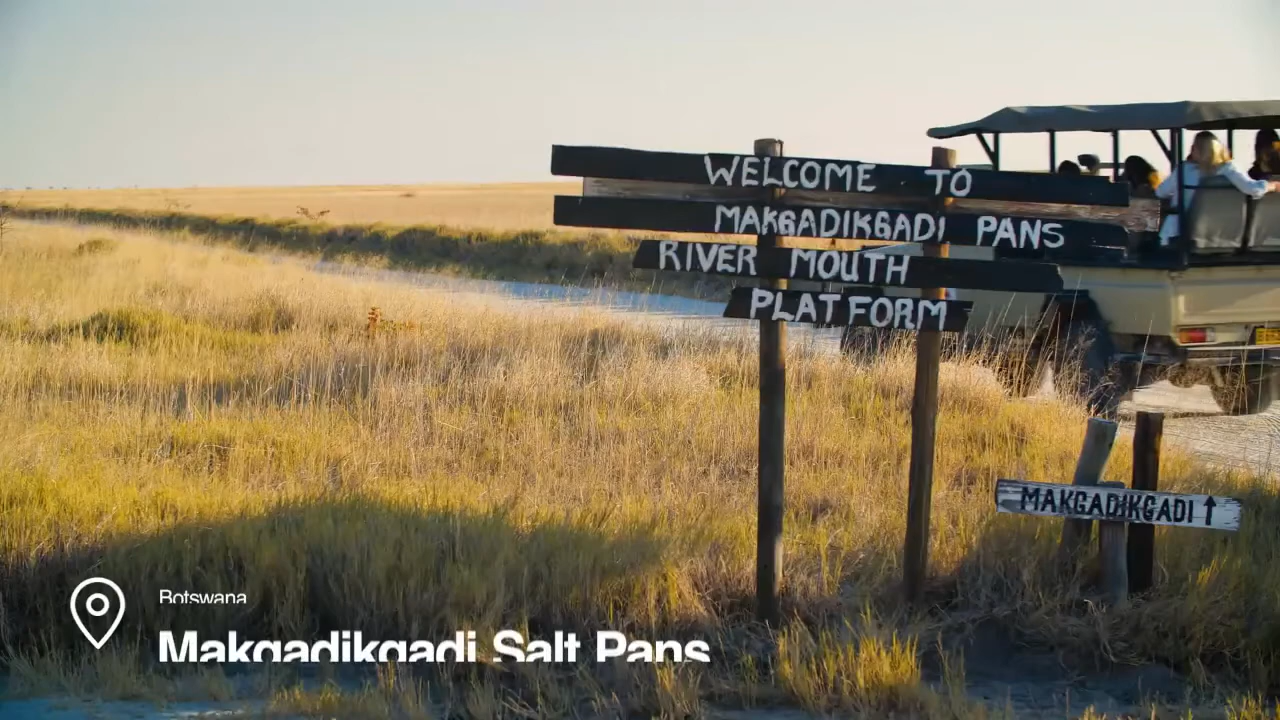 WELCOME TO
MAKGADIKGADI PANS
RIVER MOUTH
PLATFORM
MAKGADIKGADI ↑
Botswana
Makgadikgadi Salt Pans